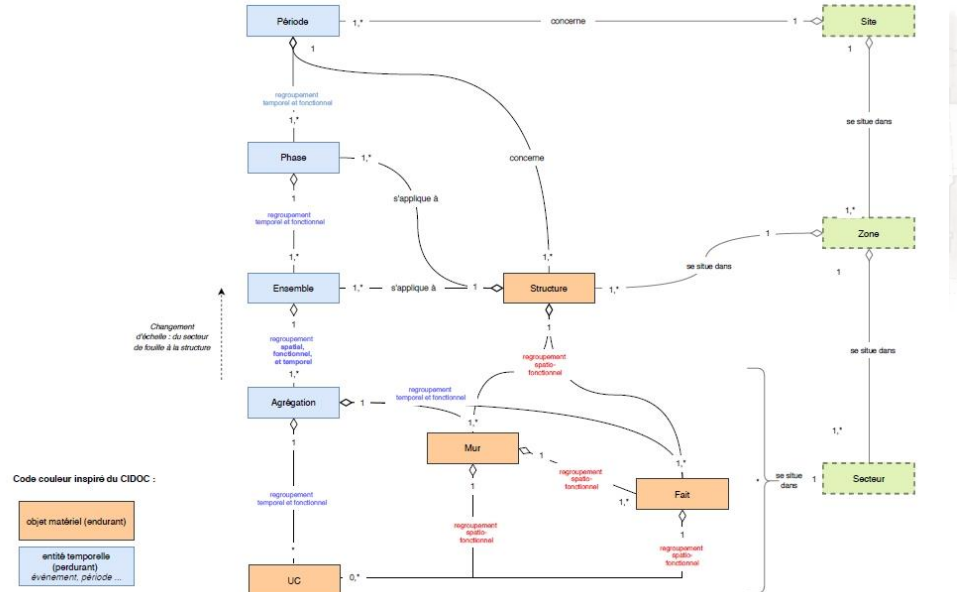 Période
1,*
concerne
1
Site
1
1
regroupement
temporel et fonctionnel
1,*
se situe dans
Phase
1,*
concerne
1
s'applique à
regroupement
temporel et fonctionnel
1,*
Zone
1
1,*
1,*
se situe dans
1
Ensemble
1,*
s'applique à
1
Structure
1,*
1
1
Changement
d'échelle : du secteur
de fouille à la structure
regroupement
spatial,
fonctionnel,
et temporel
1,*
regroupement
spatio-
fonctionnel
se situe dans
Agrégation
1
regroupement
temporel et fonctionnel
1,*
1
Mur
1
1,*
1,*
Code couleur inspiré du CIDOC :
1
regroupement
spatio-
fonctionnel
1,*
Fait
*
se situe
dans
1
Secteur
objet matériel (endurant)
regroupement
temporel et fonctionnel
regroupement
spatio-
fonctionnel
1
regroupement
spatio-
fonctionnel
entité temporelle
(perdurant)
événement, période ...
*
UC
0,*